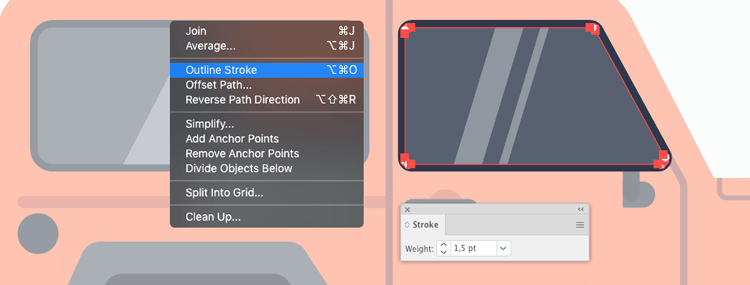 Join ⌘J
Average... ⌥⌘J
Outline Stroke ⌥⌘O
Offset Path...
Reverse Path Direction ⌥⇧⌘R
Simplify...
Add Anchor Points
Remove Anchor Points
Divide Objects Below
Split Into Grid...
Clean Up...
Stroke
Weight: 1,5 pt